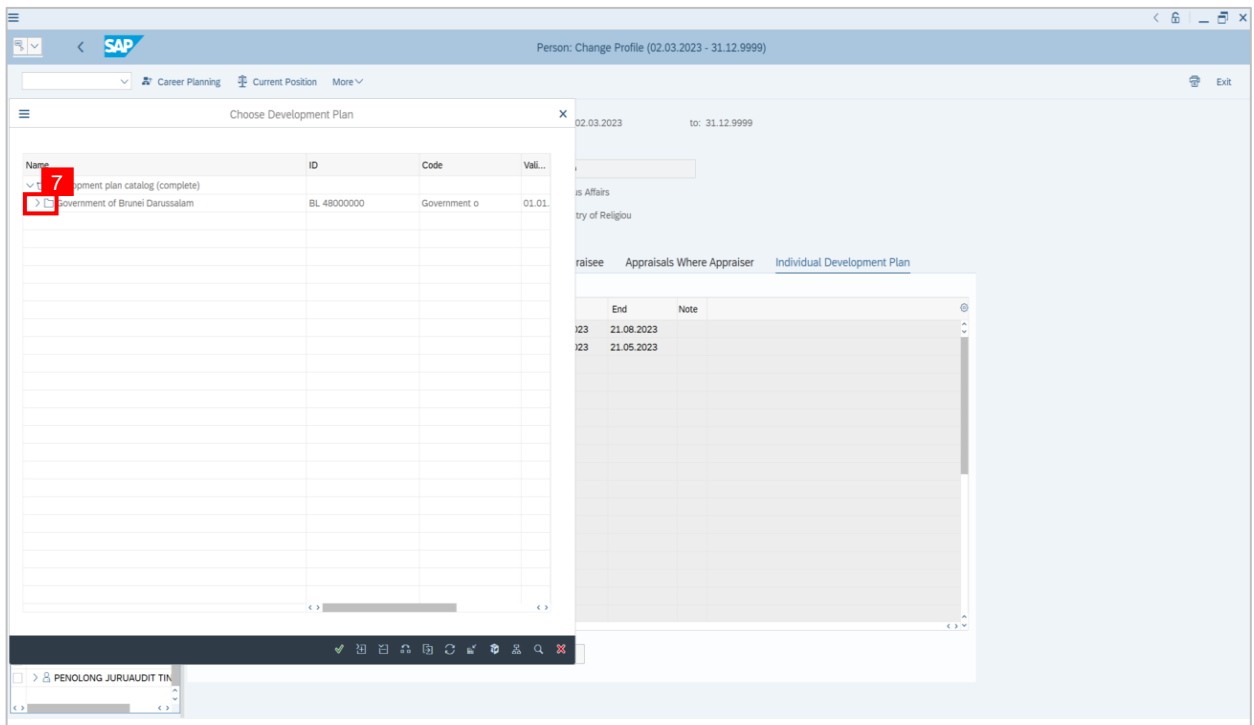 SAP
Person: Change Profile (02.03.2023 - 31.12.9999)
Career Planning Current Position More Exit
Choose Development Plan
02.03.2023 to: 31.12.9999
Name ID Code Vali...
7
opment plan catalog (complete)
Government of Brunei Darussalam BL 48000000 Government o 01.01.
us Affairs
try of Religiou
raisee Appraisals Where Appraiser Individual Development Plan
End Note
023 21.08.2023
023 21.05.2023
PENOLONG JURUAUDIT TIN